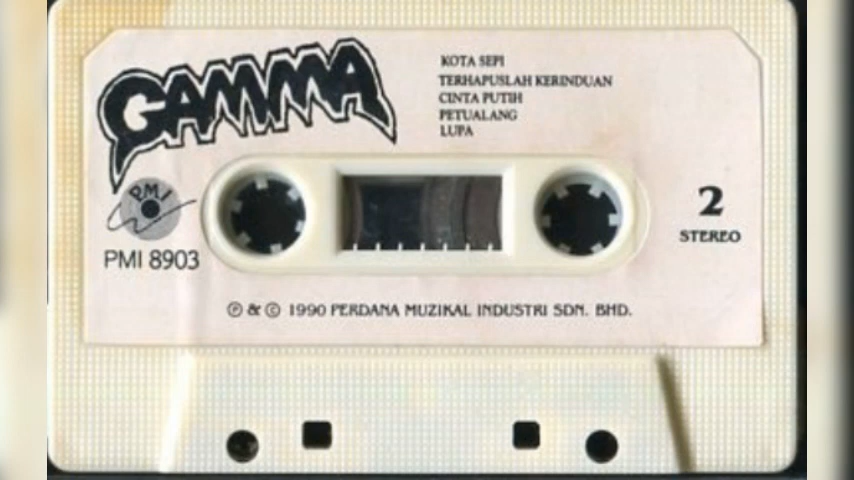 GAMMA
KOTA SEPI
TERHAPUSLAH KERINDUAN
CINTA PUTIH
PETUALANG
LUPA
PMI
PMI 8903
2
STEREO
Ⓟ & © 1990 PERDANA MUZIKAL INDUSTRI SDN. BHD.